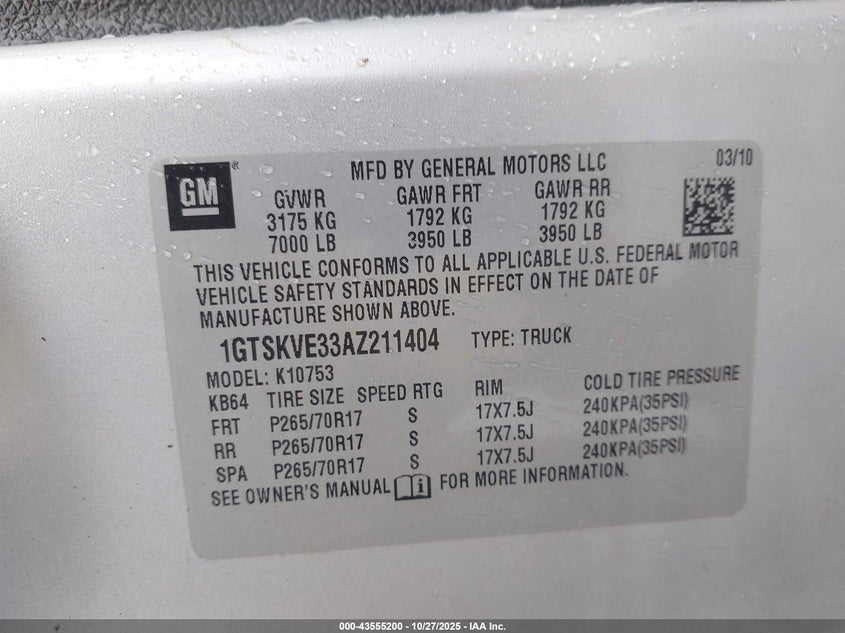 GM ®
MFD BY GENERAL MOTORS LLC 03/10
GVWR GAWR FRT GAWR RR
3175 KG 1792 KG 1792 KG
7000 LB 3950 LB 3950 LB
THIS VEHICLE CONFORMS TO ALL APPLICABLE U.S. FEDERAL MOTOR
VEHICLE SAFETY STANDARDS IN EFFECT ON THE DATE OF
MANUFACTURE SHOWN ABOVE.
1GTSKVE33AZ211404 TYPE: TRUCK
MODEL: K10753
KB64 TIRE SIZE SPEED RTG RIM COLD TIRE PRESSURE
FRT P265/70R17 S 17X7.5J 240KPA(35PSI)
RR P265/70R17 S 17X7.5J 240KPA(35PSI)
SPA P265/70R17 S 17X7.5J 240KPA(35PSI)
SEE OWNER'S MANUAL i FOR MORE INFORMATION.
000-43555200 - 10/27/2025 - IAA Inc.